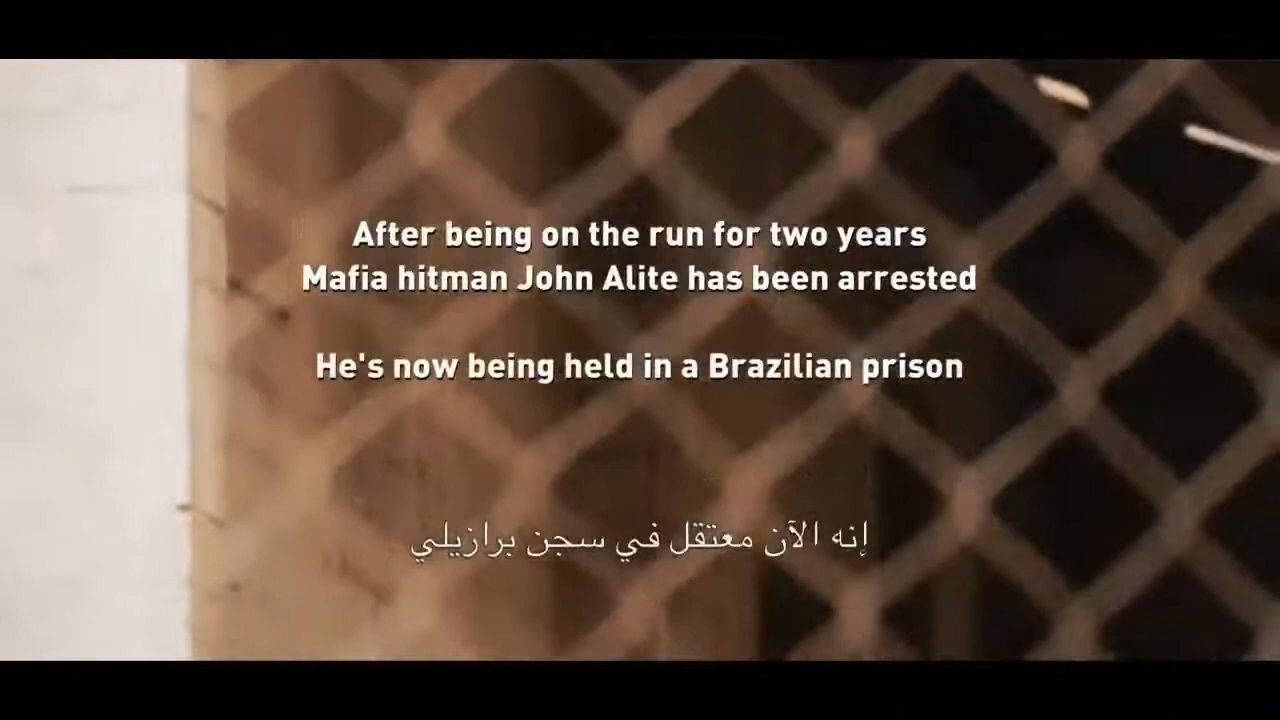 After being on the run for two years
Mafia hitman John Alite has been arrested
He's now being held in a Brazilian prison
إنه الآن معتقل في سجن برازيلي